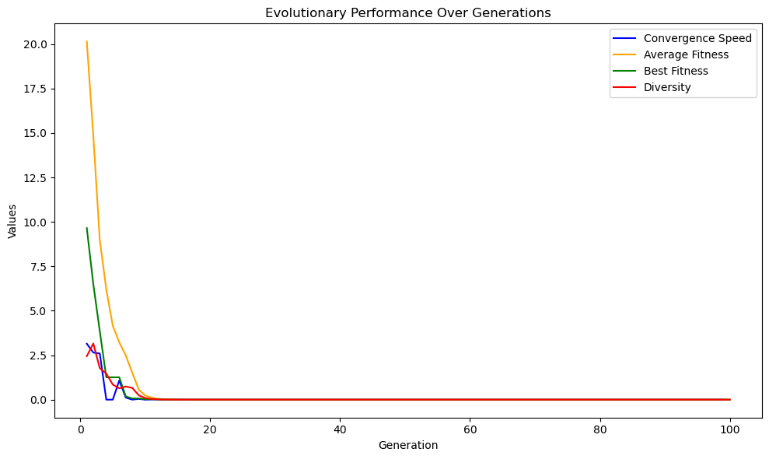 Evolutionary Performance Over Generations
Convergence Speed
Average Fitness
Best Fitness
Diversity
Values
20.0
17.5
15.0
12.5
10.0
7.5
5.0
2.5
0.0
0 20 40 60 80 100
Generation